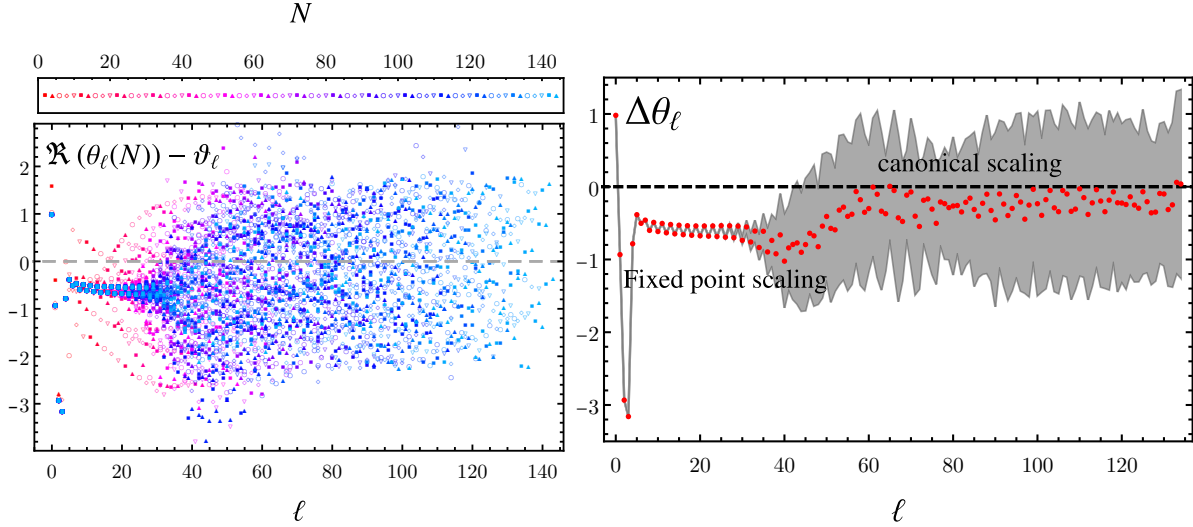 N
0 20 40 60 80 100 120 140
ℜ (θℓ(N)) − ϑℓ
2
1
0
−1
−2
−3
0 20 40 60 80 100 120 140
ℓ
Δθℓ
1
0
−1
−2
−3
canonical scaling
Fixed point scaling
0 20 40 60 80 100 120
ℓ